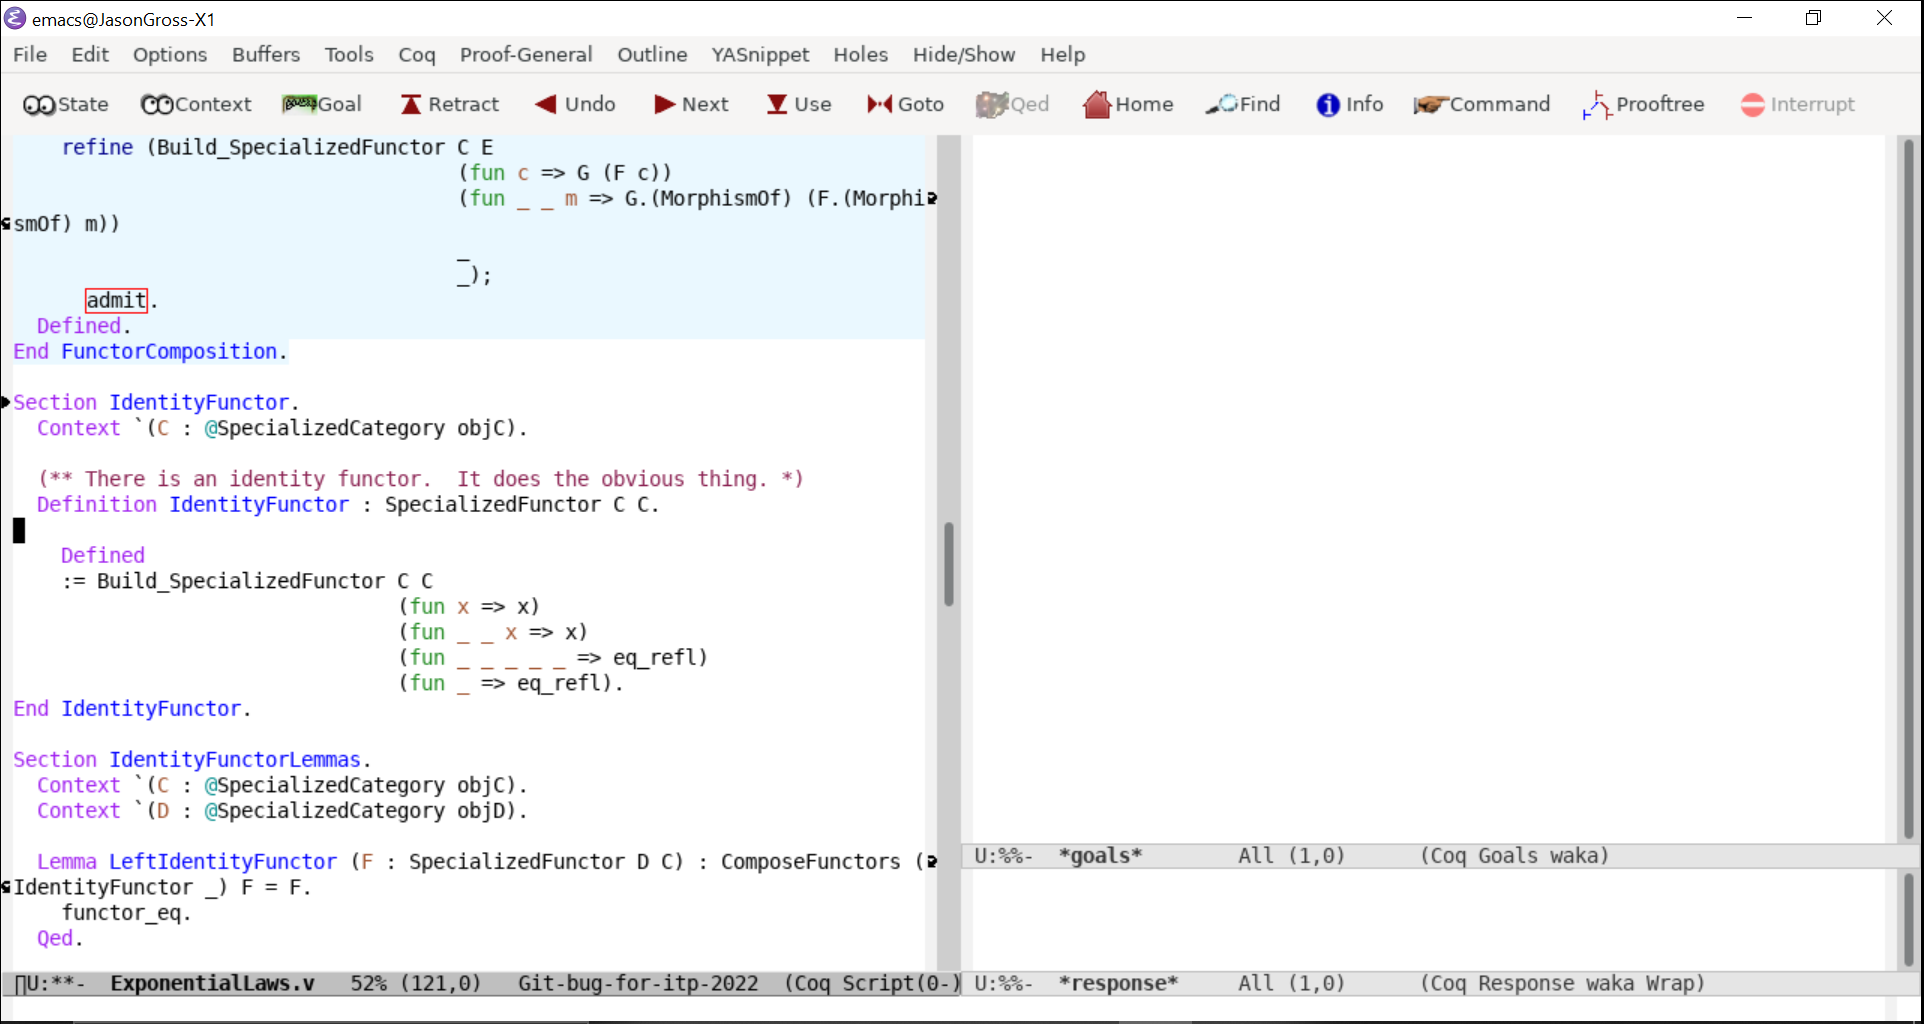 emacs@JasonGross-X1
File Edit Options Buffers Tools Coq Proof-General Outline YASnippet Holes Hide/Show Help
State Context Goal Retract Undo Next Use Goto Qed Home Find Info Command Prooftree Interrupt
    refine (Build_SpecializedFunctor C E
                                     (fun c => G (F c))
                                     (fun _ _ m => G.(MorphismOf) (F.(Morphi
smOf) m))
                                     _
                                     _);
      admit.
  Defined.
End FunctorComposition.
Section IdentityFunctor.
  Context `(C : @SpecializedCategory objC).
  (** There is an identity functor.  It does the obvious thing. *)
  Definition IdentityFunctor : SpecializedFunctor C C.
    Defined
    := Build_SpecializedFunctor C C
                                (fun x => x)
                                (fun _ _ x => x)
                                (fun _ _ _ _ _ => eq_refl)
                                (fun _ => eq_refl).
End IdentityFunctor.
Section IdentityFunctorLemmas.
  Context `(C : @SpecializedCategory objC).
  Context `(D : @SpecializedCategory objD).
  Lemma LeftIdentityFunctor (F : SpecializedFunctor D C) : ComposeFunctors (
IdentityFunctor _) F = F.
    functor_eq.
  Qed.
U:**-  ExponentialLaws.v   52% (121,0)   Git-bug-for-itp-2022  (Coq Script(0-)
U:%%-  *goals*        All (1,0)      (Coq Goals waka)
U:%%-  *response*     All (1,0)      (Coq Response waka Wrap)